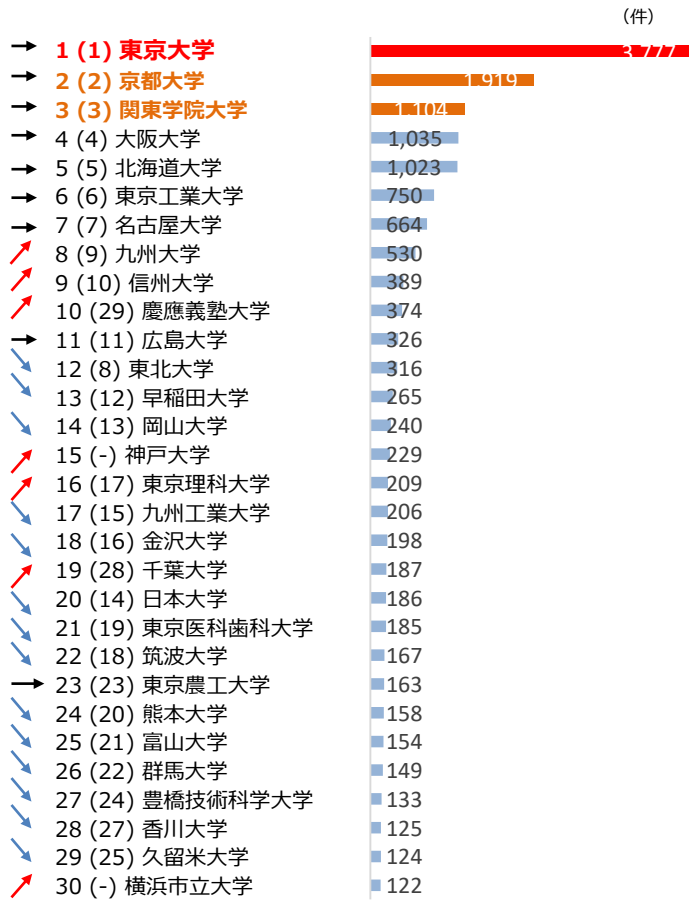 （件）
1 (1) 東京大学 3,777
2 (2) 京都大学 1,919
3 (3) 関東学院大学 1,104
4 (4) 大阪大学 1,035
5 (5) 北海道大学 1,023
6 (6) 東京工業大学 750
7 (7) 名古屋大学 664
8 (9) 九州大学 530
9 (10) 信州大学 389
10 (29) 慶應義塾大学 374
11 (11) 広島大学 326
12 (8) 東北大学 316
13 (12) 早稲田大学 265
14 (13) 岡山大学 240
15 (-) 神戸大学 229
16 (17) 東京理科大学 209
17 (15) 九州工業大学 206
18 (16) 金沢大学 198
19 (28) 千葉大学 187
20 (14) 日本大学 186
21 (19) 東京医科歯科大学 185
22 (18) 筑波大学 167
23 (23) 東京農工大学 163
24 (20) 熊本大学 158
25 (21) 富山大学 154
26 (22) 群馬大学 149
27 (24) 豊橋技術科学大学 133
28 (27) 香川大学 125
29 (25) 久留米大学 124
30 (-) 横浜市立大学 122